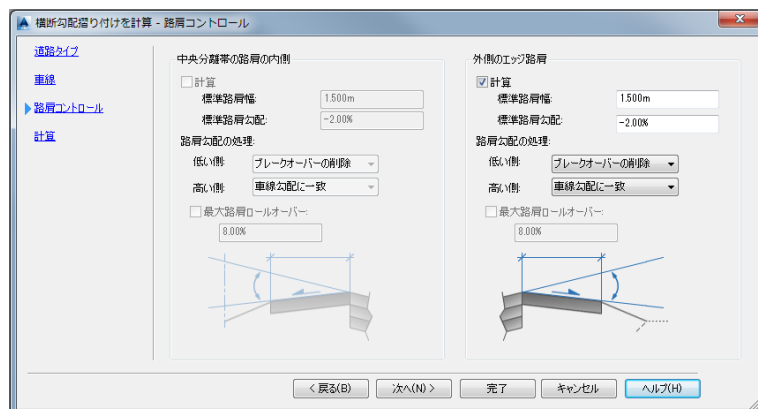 横断勾配摺り付けを計算 - 路肩コントロール
道路タイプ
車線
路肩コントロール
計算
中央分離帯の路肩の内側
計算
標準路肩幅:
1.500m
標準路肩勾配:
-2.00%
路肩勾配の処理:
低い側:
ブレークオーバーの削除
高い側:
車線勾配に一致
最大路肩ロールオーバー:
8.00%
外側のエッジ路肩
計算
標準路肩幅:
1.500m
標準路肩勾配:
-2.00%
路肩勾配の処理:
低い側:
ブレークオーバーの削除
高い側:
車線勾配に一致
最大路肩ロールオーバー:
8.00%
< 戻る(B)
次へ(N) >
完了
キャンセル
ヘルプ(H)